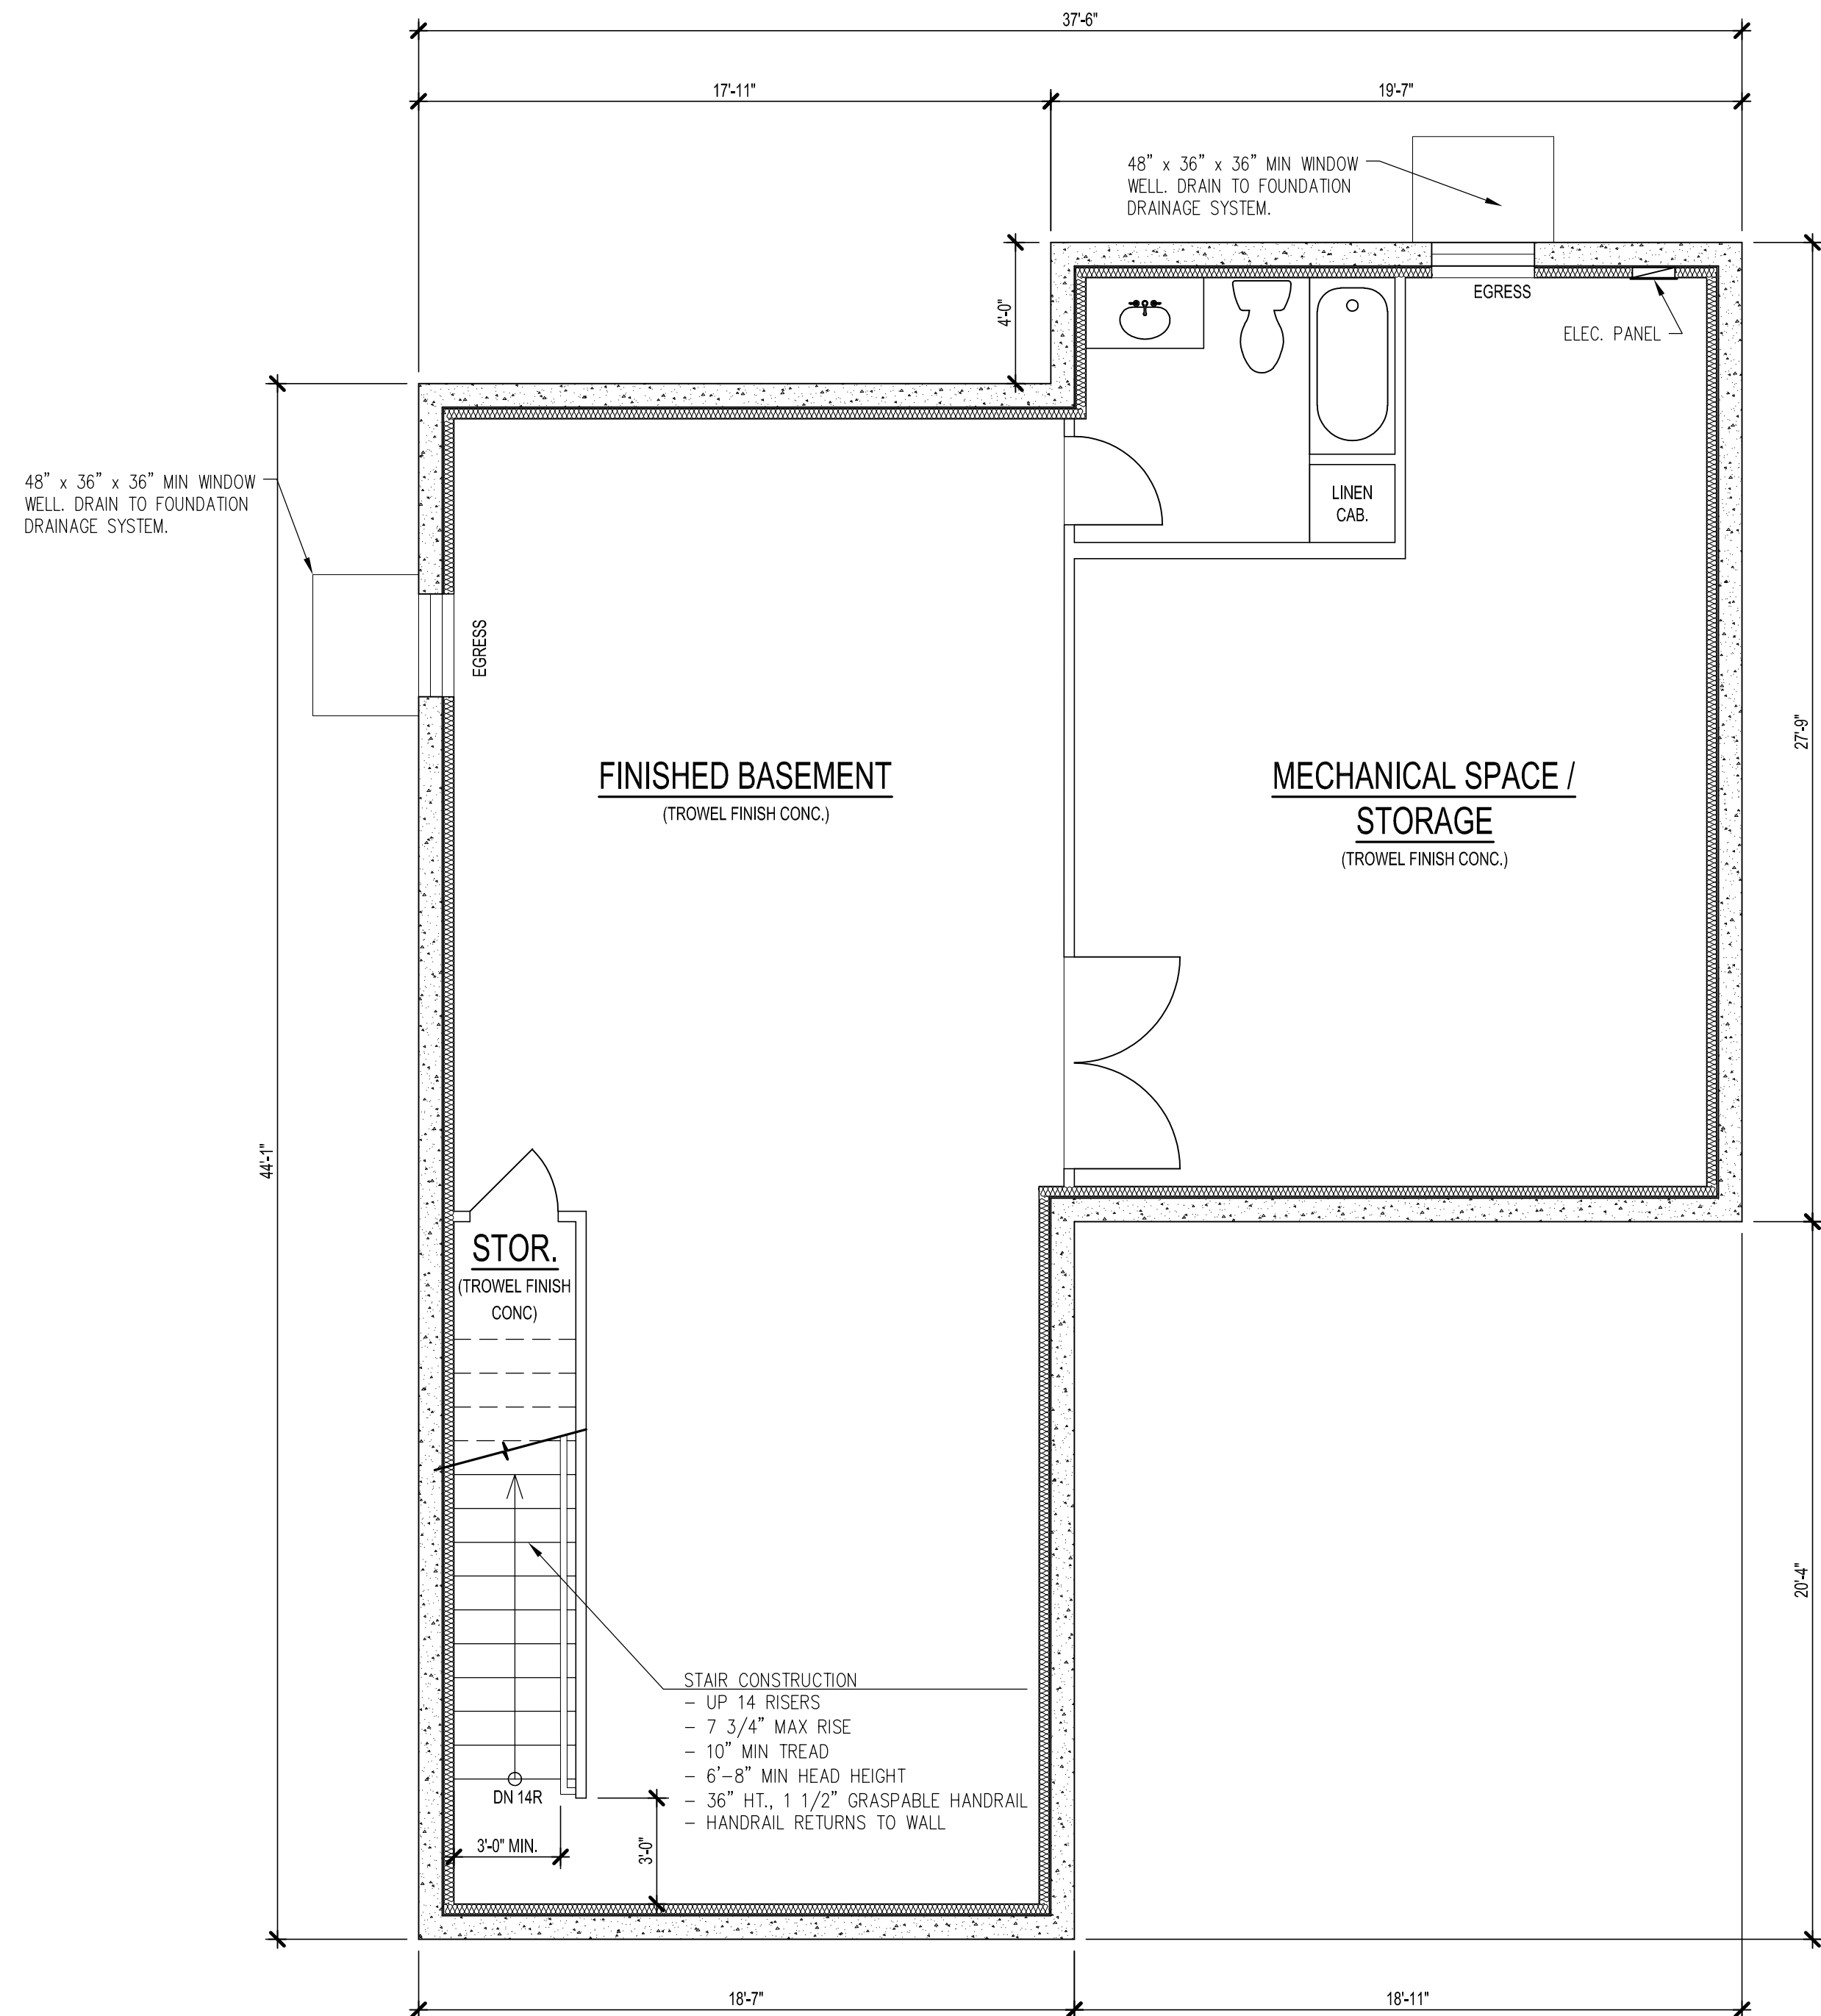 37'-6"
17'-11"
19'-7"
48" x 36" x 36" MIN WINDOW
WELL. DRAIN TO FOUNDATION
DRAINAGE SYSTEM.
4'-0"
EGRESS
ELEC. PANEL
48" x 36" x 36" MIN WINDOW
WELL. DRAIN TO FOUNDATION
DRAINAGE SYSTEM.
LINEN
CAB.
EGRESS
FINISHED BASEMENT
(TROWEL FINISH CONC.)
MECHANICAL SPACE /
STORAGE
(TROWEL FINISH CONC.)
27'-9"
44'-1"
STOR.
(TROWEL FINISH
CONC)
20'-4"
STAIR CONSTRUCTION
- UP 14 RISERS
- 7 3/4" MAX RISE
- 10" MIN TREAD
- 6'-8" MIN HEAD HEIGHT
- 36" HT., 1 1/2" GRASPABLE HANDRAIL
- HANDRAIL RETURNS TO WALL
DN 14R
3'-0" MIN.
3'-0"
18'-7"
18'-11"